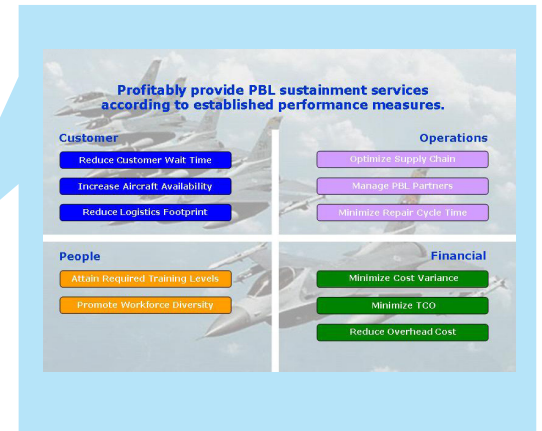 Profitably provide PBL sustainment services
according to established performance measures.
Customer
Reduce Customer Wait Time
Increase Aircraft Availability
Reduce Logistics Footprint
Operations
Optimize Supply Chain
Manage PBL Partners
Minimize Repair Cycle Time
People
Attain Required Training Levels
Promote Workforce Diversity
Financial
Minimize Cost Variance
Minimize TCO
Reduce Overhead Cost